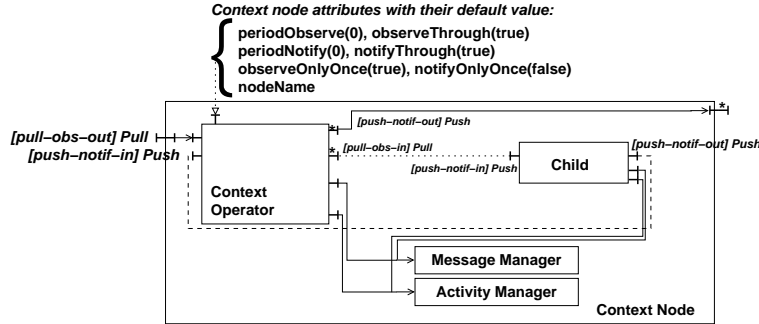 Context node attributes with their default value:
periodObserve(0), observeThrough(true)
periodNotify(0), notifyThrough(true)
observeOnlyOnce(true), notifyOnlyOnce(false)
nodeName
*
*
[push–notif–out] Push
[pull–obs–out] Pull
[push–notif–in] Push
*
[pull–obs–in] Pull
[push–notif–out] Push
[push–notif–in] Push
Child
Context
Operator
Message Manager
Activity Manager
Context Node